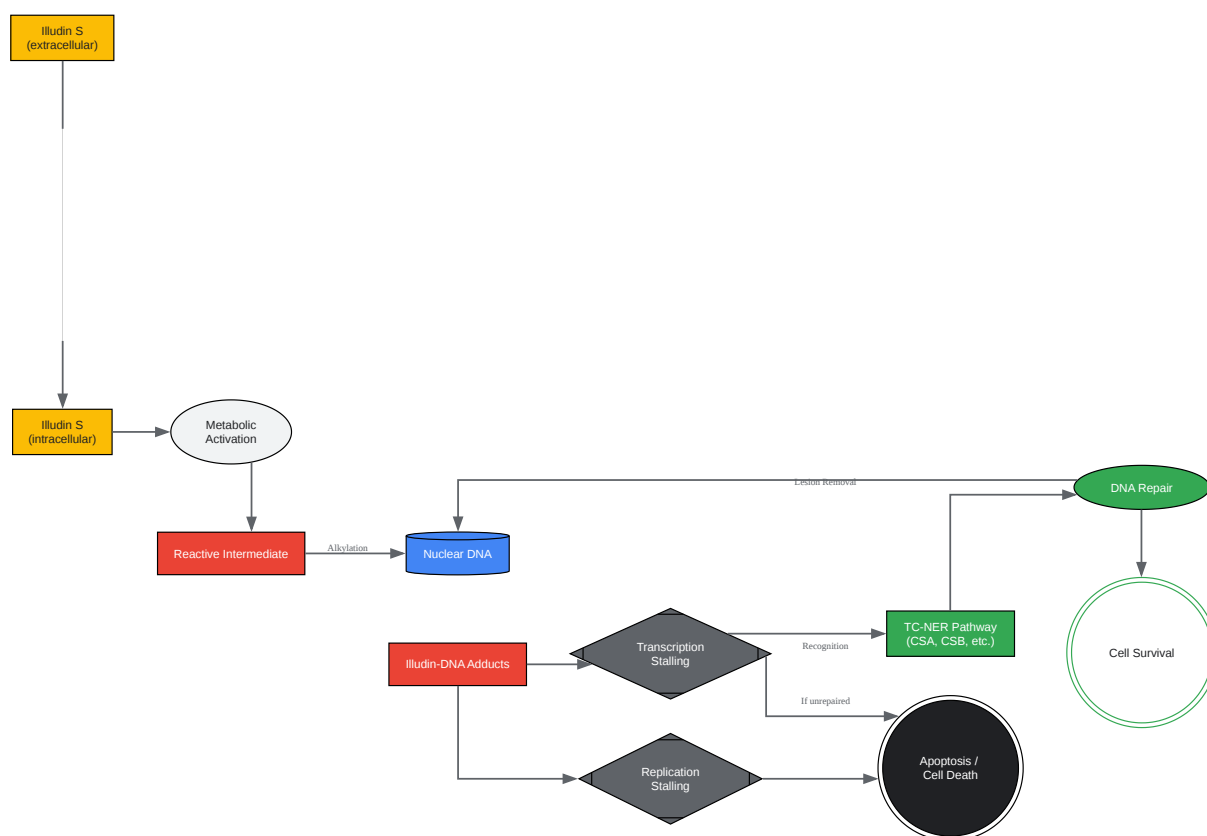 Illudin S
(extracellular)
Illudin S
(intracellular)
Metabolic
Activation
Lesion Removal
DNA Repair
Reactive Intermediate
Alkylation
Nuclear DNA
TC-NER Pathway
(CSA, CSB, etc.)
Transcription
Stalling
Recognition
Cell Survival
Illudin-DNA Adducts
If unrepaired
Replication
Stalling
Apoptosis /
Cell Death